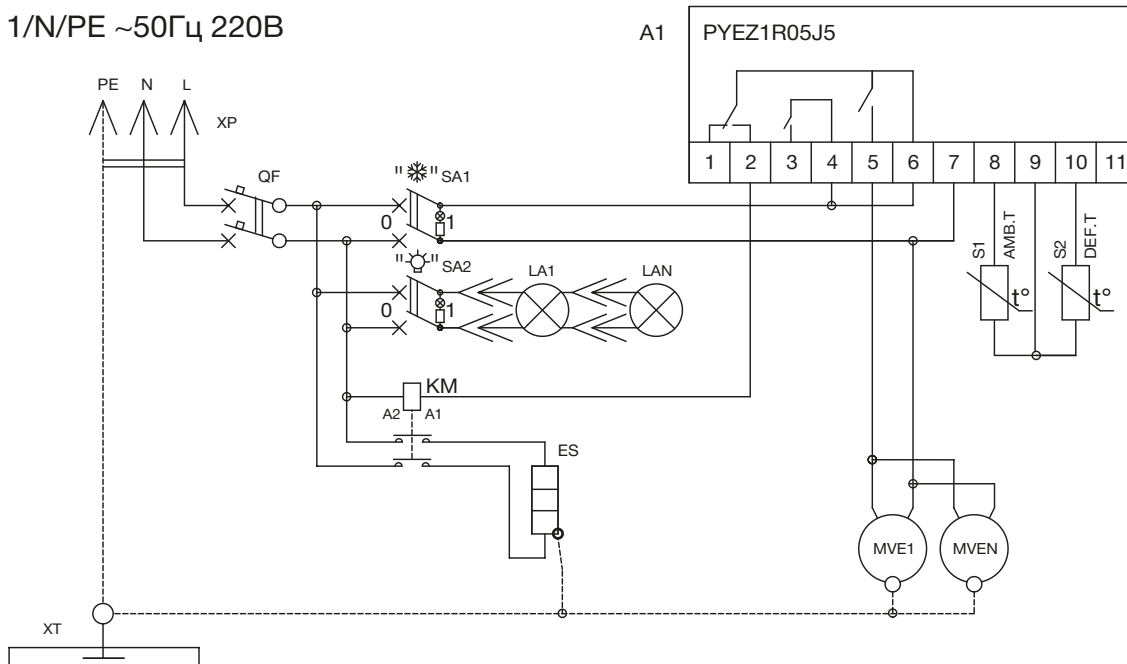 1/N/PE ~50Гц 220В
A1 PYEZ1R05J5
PE N L
XP
1 2 3 4 5 6 7 8 9 10 11
QF
"❄" SA1
0 1
S1 AMB.T
S2 DEF.T
t° t°
" " SA2
LA1 LAN
0 1
KM
A2 A1
ES
MVE1 MVEN
XT